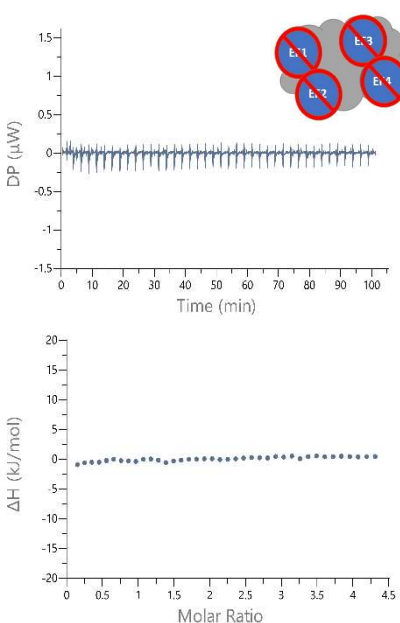 1.5
1
0.5
0
-0.5
-1
-1.5
DP (µW)
EF1
EF3
EF2
EF4
0 10 20 30 40 50 60 70 80 90 100
Time (min)
20
15
10
5
0
-5
-10
-15
-20
ΔH (kJ/mol)
0 0.5 1 1.5 2 2.5 3 3.5 4 4.5
Molar Ratio